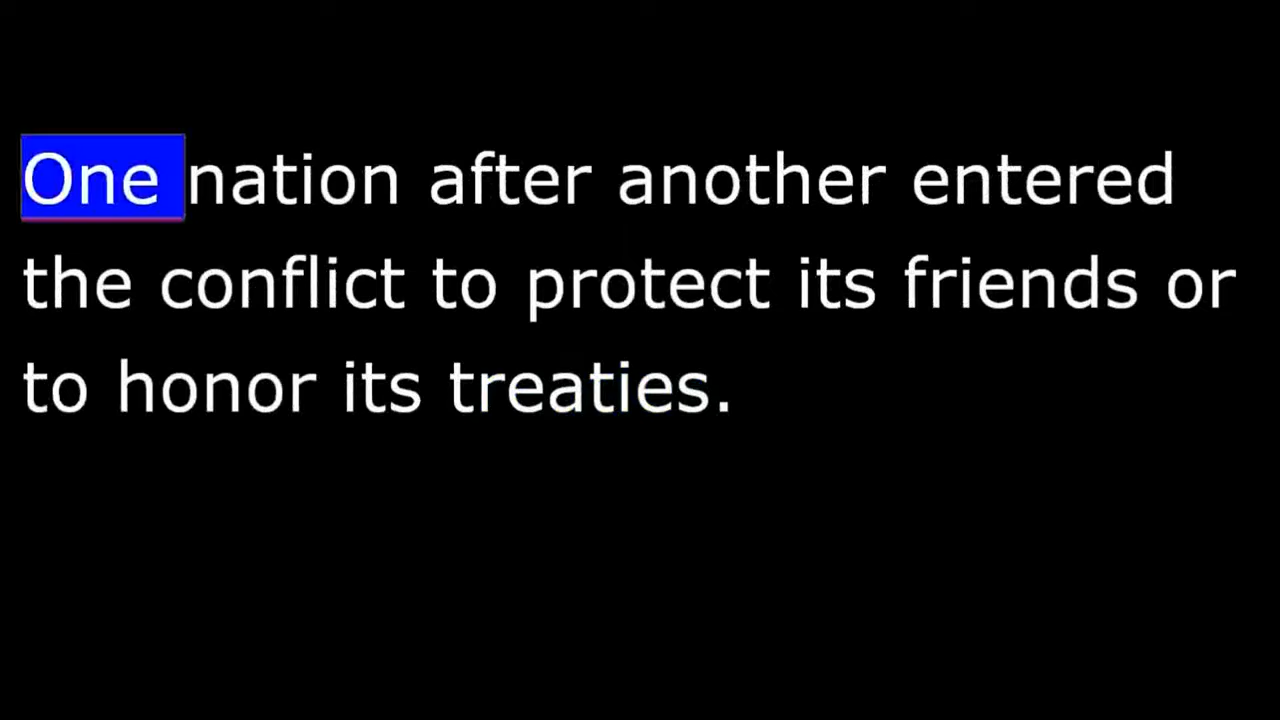 One nation after another entered
the conflict to protect its friends or
to honor its treaties.